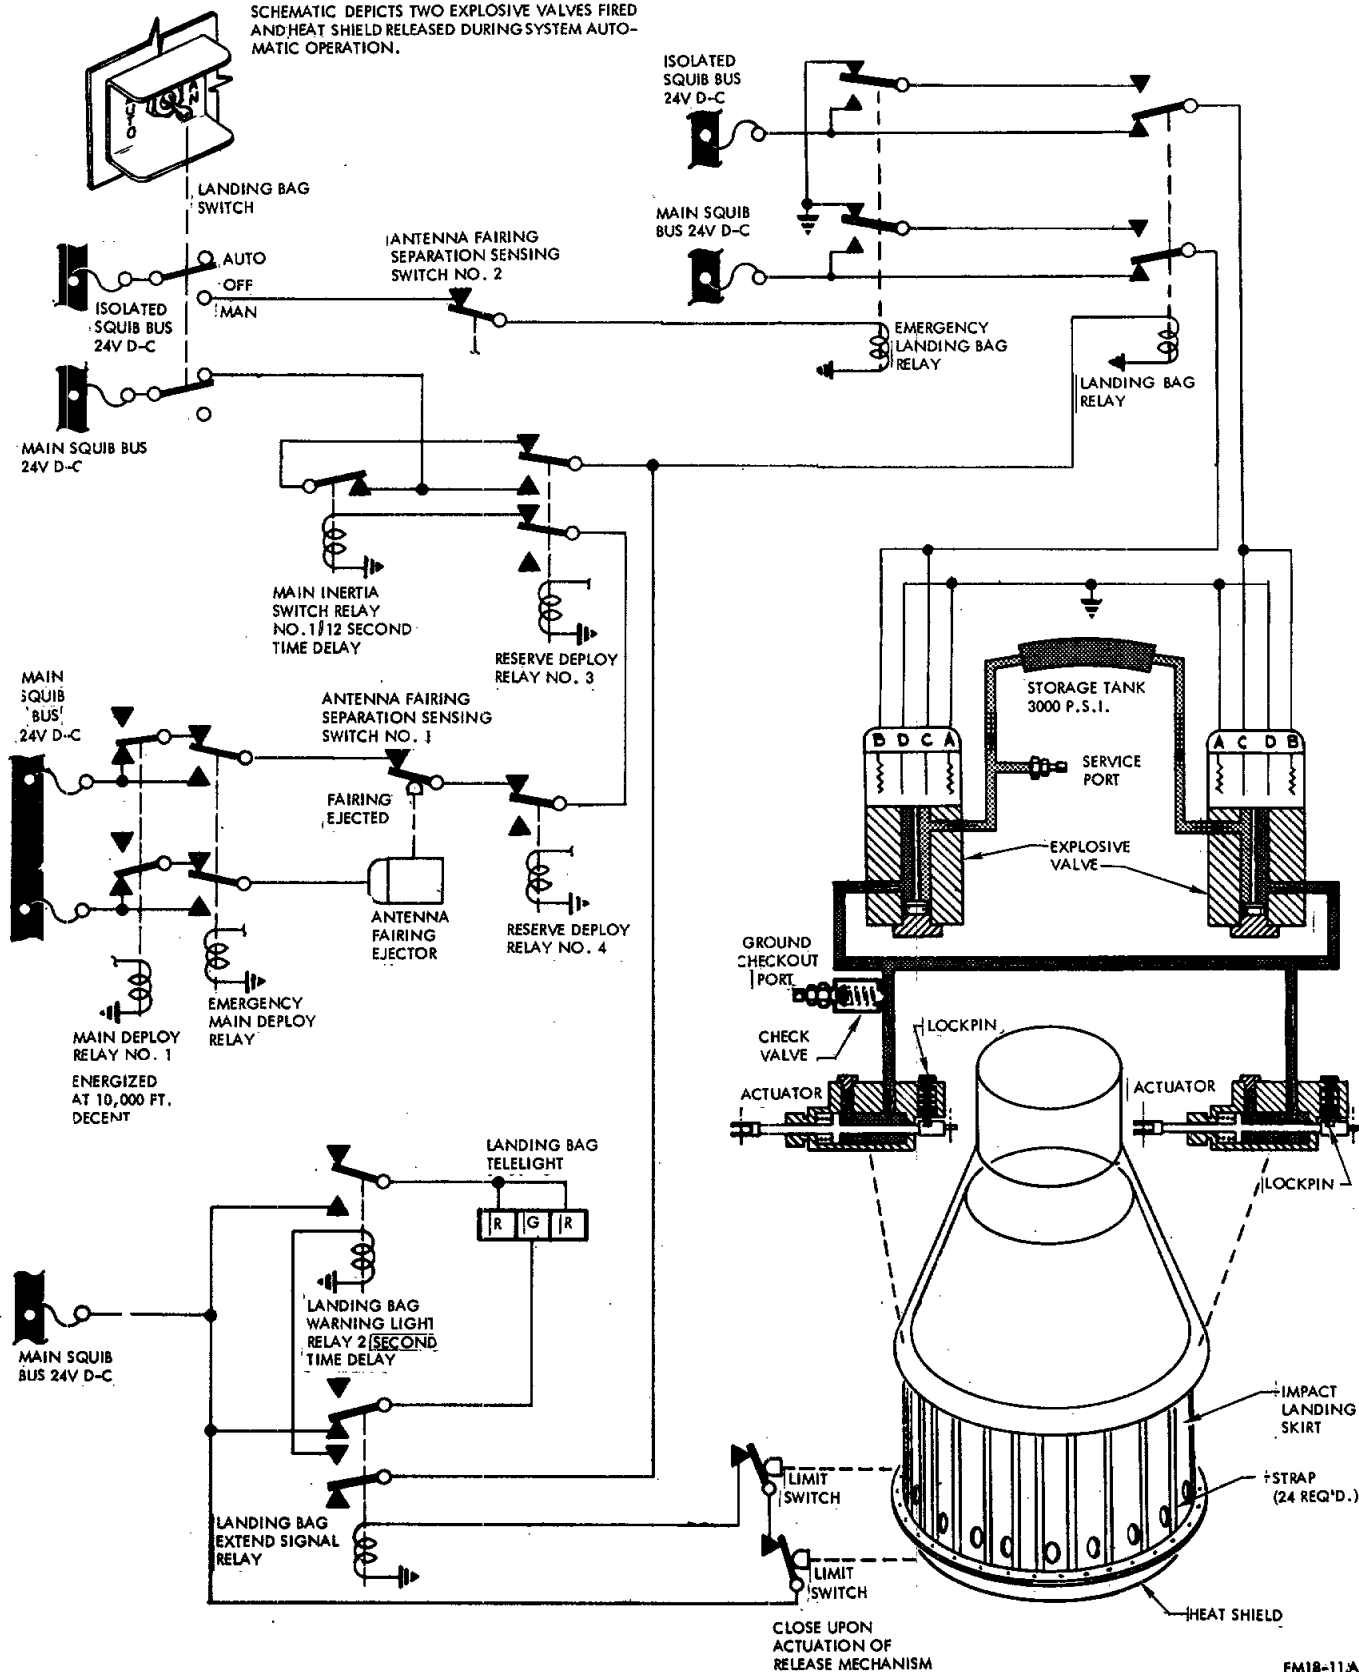 SCHEMATIC DEPICTS TWO EXPLOSIVE VALVES FIRED
AND HEAT SHIELD RELEASED DURING SYSTEM AUTO-
MATIC OPERATION.
AUTO
LANDING BAG
SWITCH
AUTO
OFF
MAN
ISOLATED
SQUIB BUS
24V D-C
MAIN SQUIB BUS
24V D-C
ANTENNA FAIRING
SEPARATION SENSING
SWITCH NO. 2
ISOLATED
SQUIB BUS
24V D-C
MAIN SQUIB
BUS 24V D-C
EMERGENCY
LANDING BAG
RELAY
LANDING BAG
RELAY
MAIN INERTIA
SWITCH RELAY
NO. 1 12 SECOND
TIME DELAY
RESERVE DEPLOY
RELAY NO. 3
MAIN
SQUIB
BUS
24V D-C
ANTENNA FAIRING
SEPARATION SENSING
SWITCH NO. 1
FAIRING
EJECTED
ANTENNA
FAIRING
EJECTOR
RESERVE DEPLOY
RELAY NO. 4
EMERGENCY
MAIN DEPLOY
RELAY
MAIN DEPLOY
RELAY NO. 1
ENERGIZED
AT 10,000 FT.
DECENT
STORAGE TANK
3000 P.S.I.
B D C A
A C D B
SERVICE
PORT
EXPLOSIVE
VALVE
GROUND
CHECKOUT
PORT
CHECK
VALVE
LOCKPIN
ACTUATOR
ACTUATOR
LOCKPIN
LANDING BAG
TELELIGHT
R G R
LANDING BAG
WARNING LIGHT
RELAY 2 SECOND
TIME DELAY
MAIN SQUIB
BUS 24V D-C
LANDING BAG
EXTEND SIGNAL
RELAY
LIMIT
SWITCH
LIMIT
SWITCH
CLOSE UPON
ACTUATION OF
RELEASE MECHANISM
IMPACT
LANDING
SKIRT
STRAP
(24 REQ'D.)
HEAT SHIELD
FM18-11A